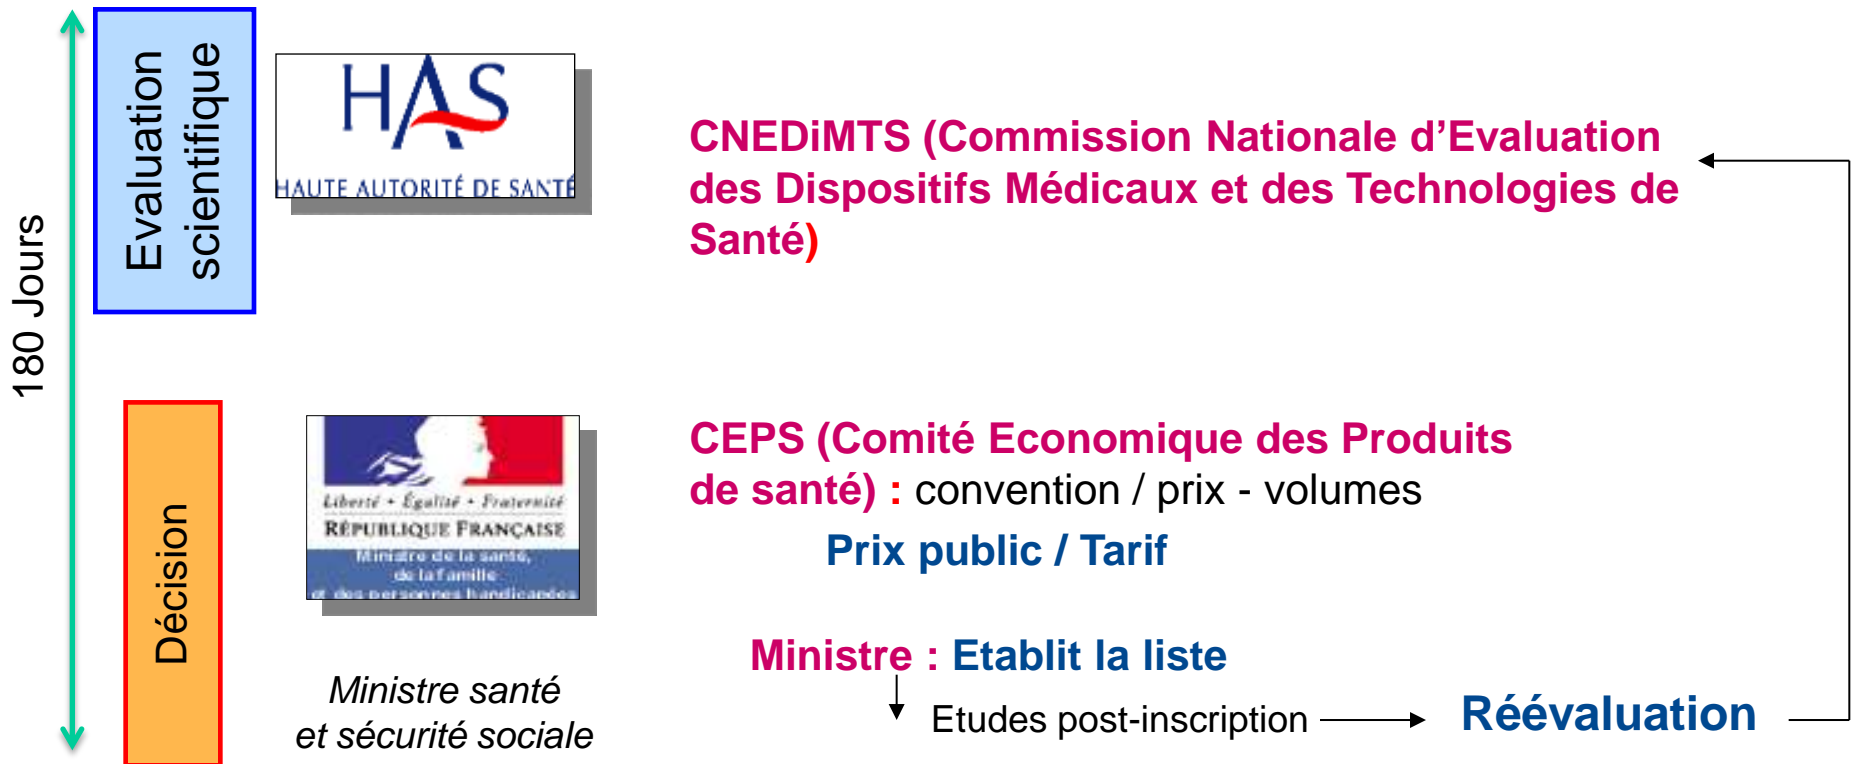 180 Jours
Evaluation
scientifique
HAS
HAUTE AUTORITÉ DE SANTÉ
CNEDiMTS (Commission Nationale d’Evaluation
des Dispositifs Médicaux et des Technologies de
Santé)
Décision
Liberté • Égalité • Fraternité
RÉPUBLIQUE FRANÇAISE
Ministre de la santé,
de la famille
et des personnes handicapées
Ministre santé
et sécurité sociale
CEPS (Comité Economique des Produits
de santé) : convention / prix - volumes
Prix public / Tarif
Ministre : Etablit la liste
Etudes post-inscription
Réévaluation